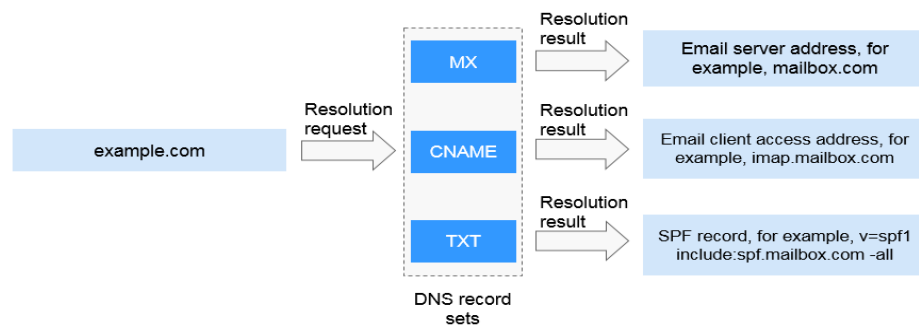 example.com
Resolution
request
MX
CNAME
TXT
DNS record
sets
Resolution
result
Email server address, for
example, mailbox.com
Resolution
result
Email client access address, for
example, imap.mailbox.com
Resolution
result
SPF record, for example, v=spf1
include:spf.mailbox.com -all